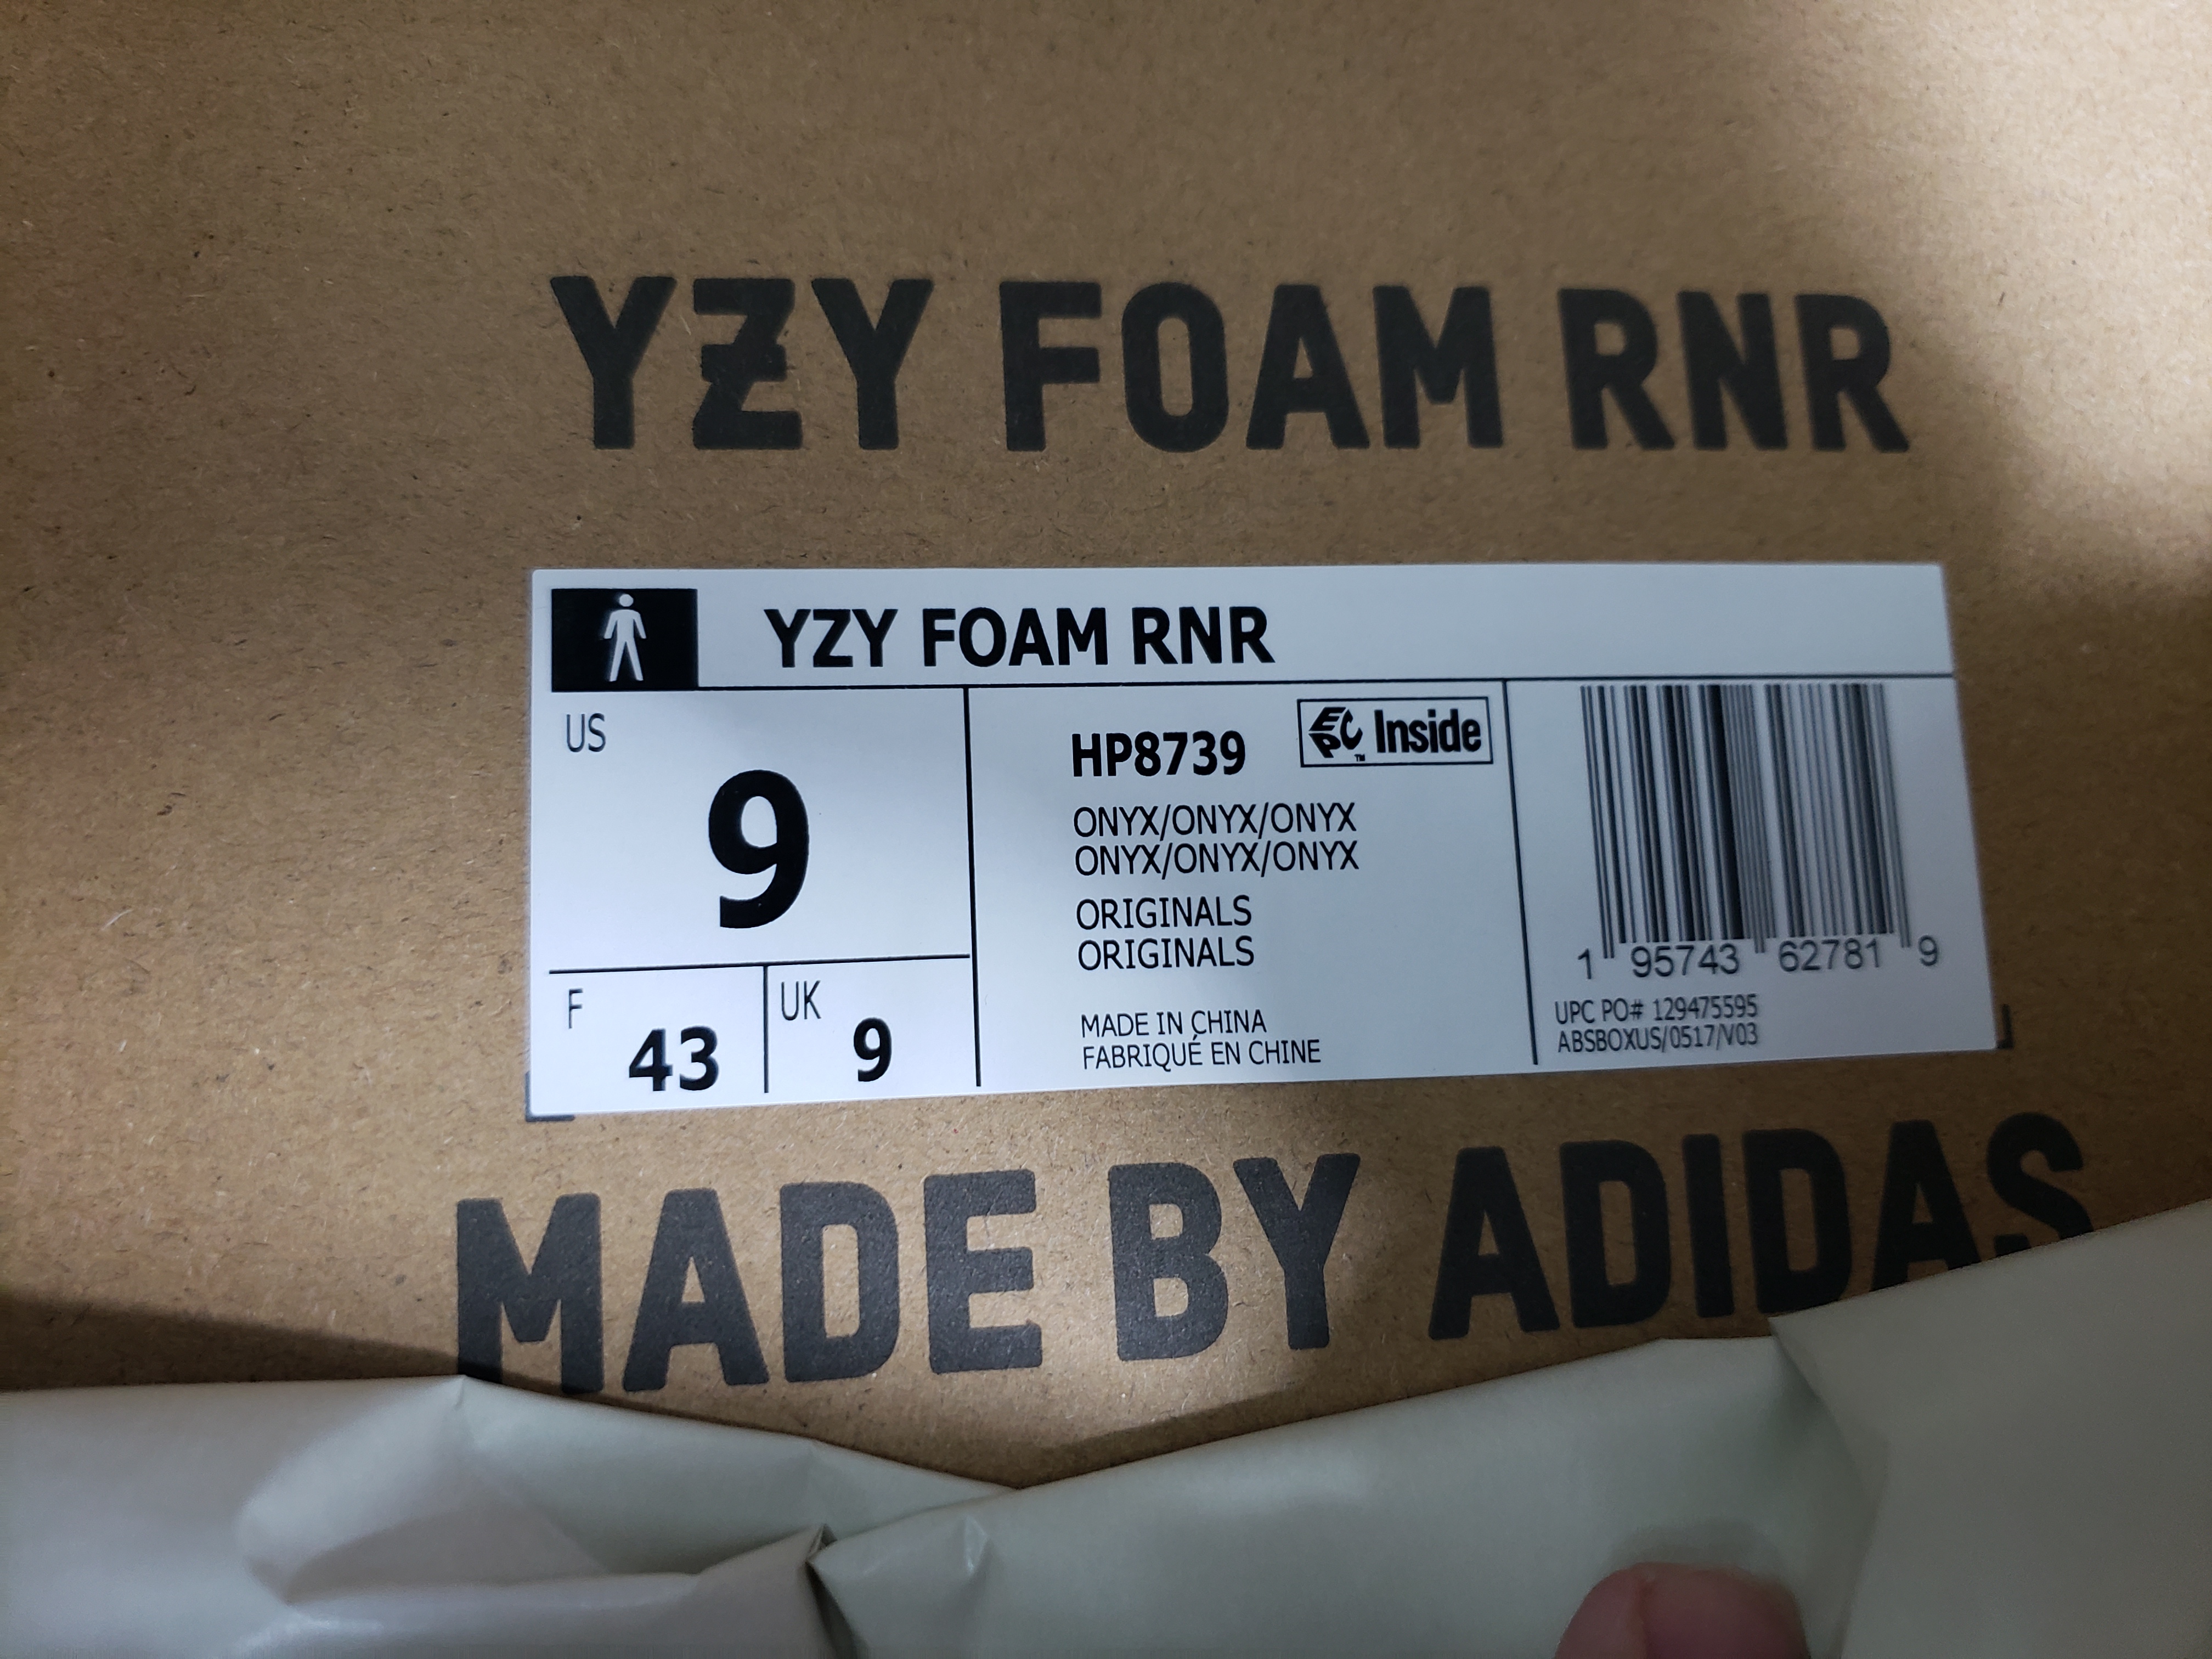 YZY FOAM RNR
YZY FOAM RNR
US
9
F
43
UK
9
HP8739
EPC™ Inside
ONYX/ONYX/ONYX
ONYX/ONYX/ONYX
ORIGINALS
ORIGINALS
MADE IN CHINA
FABRIQUÉ EN CHINE
1 95743 62781 9
UPC PO# 129475595
ABSBOXUS/0517/V03
MADE BY ADIDAS